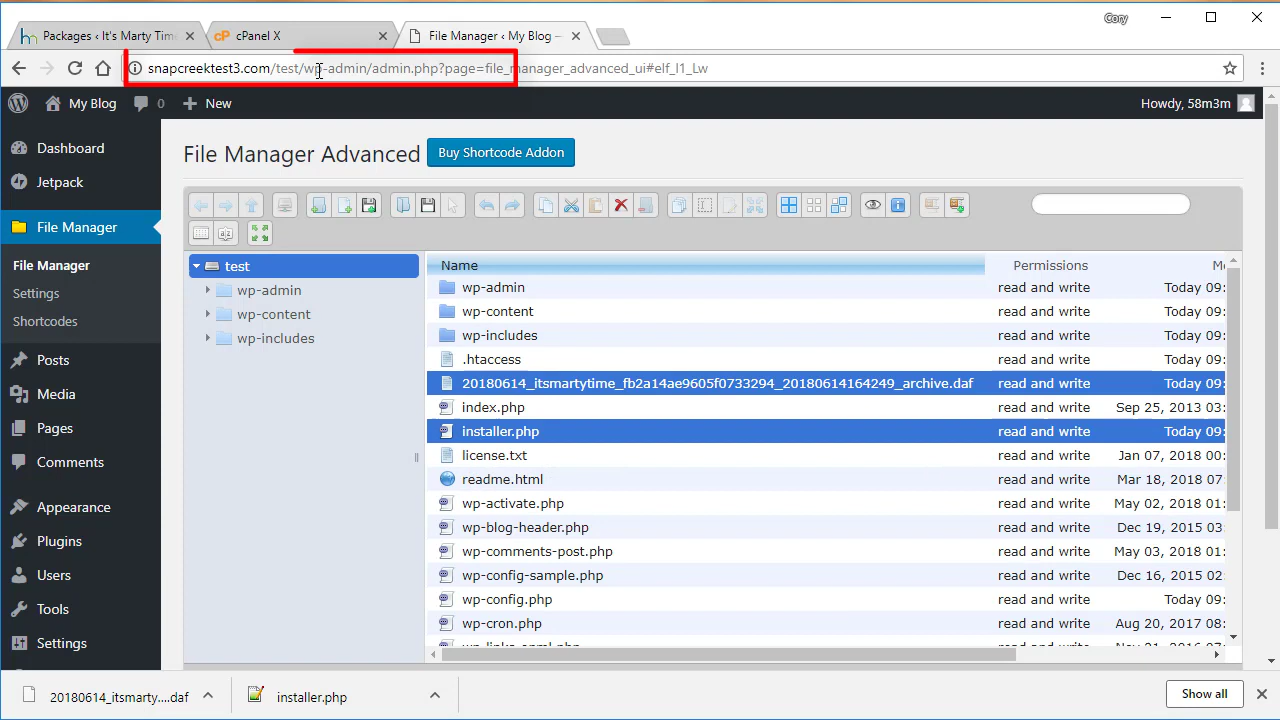 Cory
Packages ‹ It's Marty Time
cPanel X
File Manager ‹ My Blog —
snapcreektest3.com/test/wp-admin/admin.php?page=file_manager_advanced_ui#elf_l1_Lw
My Blog 0 New Howdy, 58m3m
Dashboard
Jetpack
File Manager
File Manager
Settings
Shortcodes
Posts
Media
Pages
Comments
Appearance
Plugins
Users
Tools
Settings
File Manager Advanced Buy Shortcode Addon
test
wp-admin
wp-content
wp-includes
Name Permissions
wp-admin read and write Today 09:
wp-content read and write Today 09:
wp-includes read and write Today 09:
.htaccess read and write Today 09:
20180614_itsmartytime_fb2a14ae9605f0733294_20180614164249_archive.daf read and write Today 09:
index.php read and write Sep 25, 2013 03:
installer.php read and write Today 09:
license.txt read and write Jan 07, 2018 00:
readme.html read and write Mar 18, 2018 07:
wp-activate.php read and write May 02, 2018 01:
wp-blog-header.php read and write Dec 19, 2015 03:
wp-comments-post.php read and write May 03, 2018 01:
wp-config-sample.php read and write Dec 16, 2015 02:
wp-config.php read and write Today 09:
wp-cron.php read and write Aug 20, 2017 08:
20180614_itsmarty....daf
installer.php
Show all